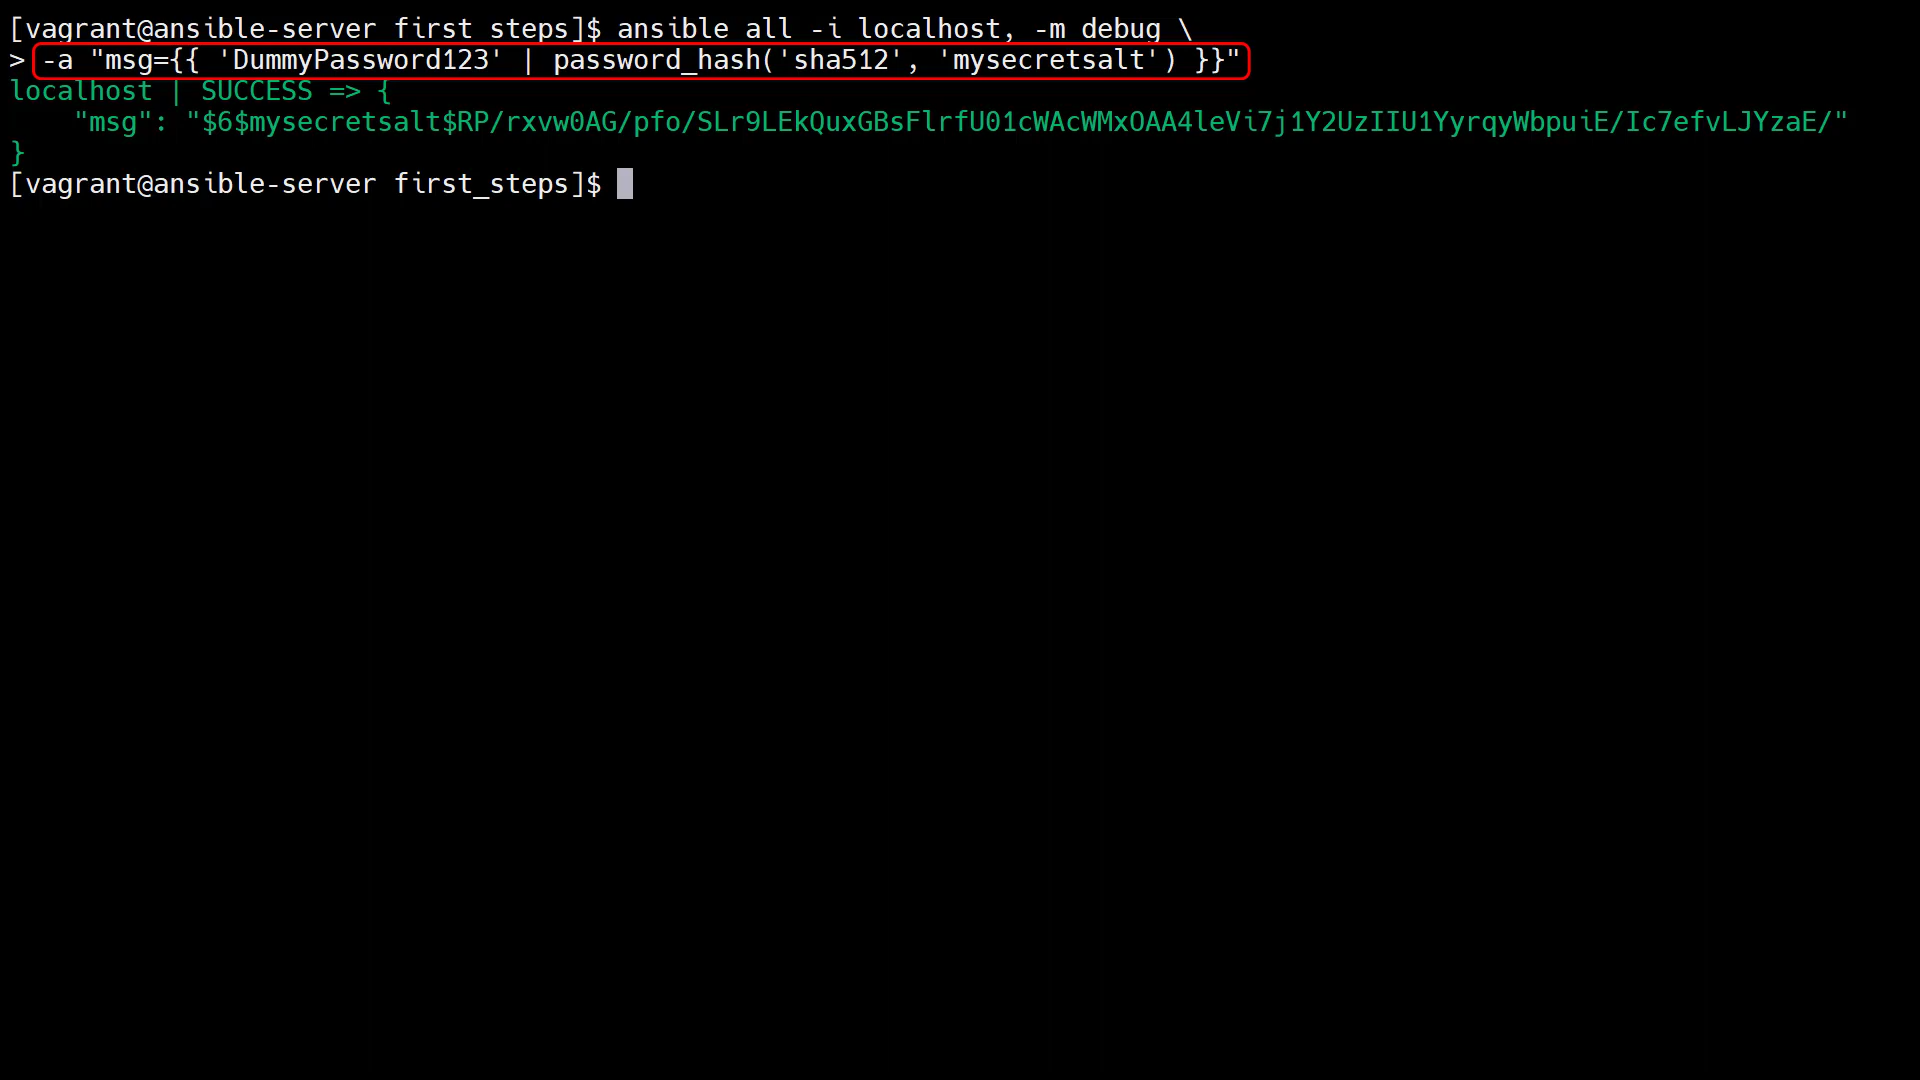 [vagrant@ansible-server first_steps]$ ansible all -i localhost, -m debug \
> -a "msg={{ 'DummyPassword123' | password_hash('sha512', 'mysecretsalt') }}"
localhost | SUCCESS => {
    "msg": "$6$mysecretsalt$RP/rxvw0AG/pfo/SLr9LEkQuxGBsFlrfU01cWAcWMxOAA4leVi7j1Y2UzIIU1YyrqyWbpuiE/Ic7efvLJYzaE/"
}
[vagrant@ansible-server first_steps]$